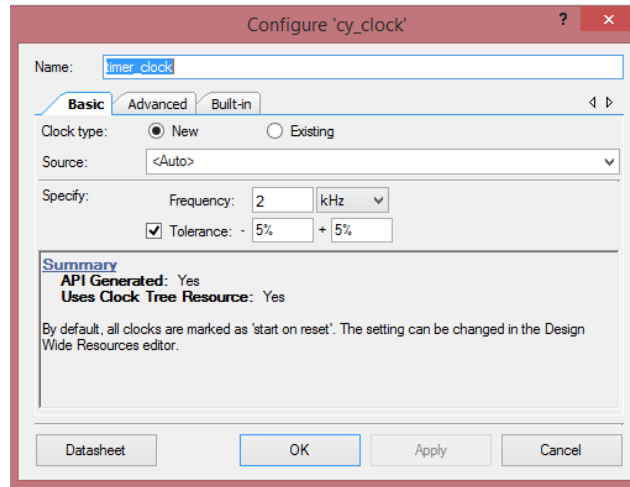 Configure 'cy_clock'
? ×
Name: timer_clock
Basic Advanced Built-in
Clock type: New Existing
Source: <Auto>
Specify: Frequency: 2 kHz
Tolerance: - 5% + 5%
Summary
API Generated: Yes
Uses Clock Tree Resource: Yes
By default, all clocks are marked as 'start on reset'. The setting can be changed in the Design
Wide Resources editor.
Datasheet OK Apply Cancel